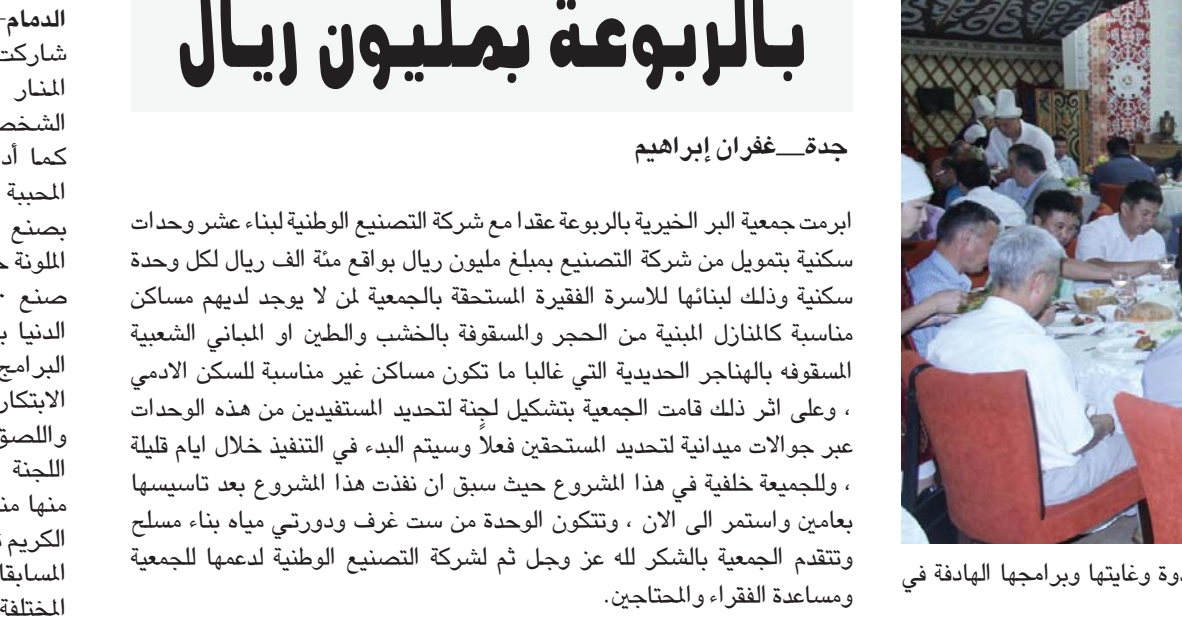 دوة وغايتها وبرامجها الهادفة في
بالربوعة بمليون ريال
جدة__غفران إبراهيم
ابرمت جمعية البر الخيرية بالربوعة عقدا مع شركة التصنيع الوطنية لبناء عشر وحدات
سكنية بتمويل من شركة التصنيع بمبلغ مليون ريال بواقع مئة الف ريال لكل وحدة
سكنية وذلك لبنائها للاسرة الفقيرة المستحقة بالجمعية لمن لا يوجد لديهم مساكن
مناسبة كالمنازل المبنية من الحجر والمسقوفة بالخشب والطين او المباني الشعبية
المسقوفه بالهناجر الحديدية التي غالبا ما تكون مساكن غير مناسبة للسكن الادمي
، وعلى اثر ذلك قامت الجمعية بتشكيل لجنة لتحديد المستفيدين من هذه الوحدات
عبر جوالات ميدانية لتحديد المستحقين فعلاً وسيتم البدء في التنفيذ خلال ايام قليلة
، وللجميعة خلفية في هذا المشروع حيث سبق ان نفذت هذا المشروع بعد تاسيسها
بعامين واستمر الى الان ، وتتكون الوحدة من ست غرف ودورتي مياه بناء مسلح
وتتقدم الجمعية بالشكر لله عز وجل ثم لشركة التصنيع الوطنية لدعمها للجمعية
ومساعدة الفقراء والمحتاجين.
الدمام-
شاركت
المنار
الشخص
كما أد
المحببة
بصنع
الملونة
صنع
الدنيا ب
البرامج
الابتكار
واللصق
اللجنة
منها من
الكريم
المسابقا
المختلفة